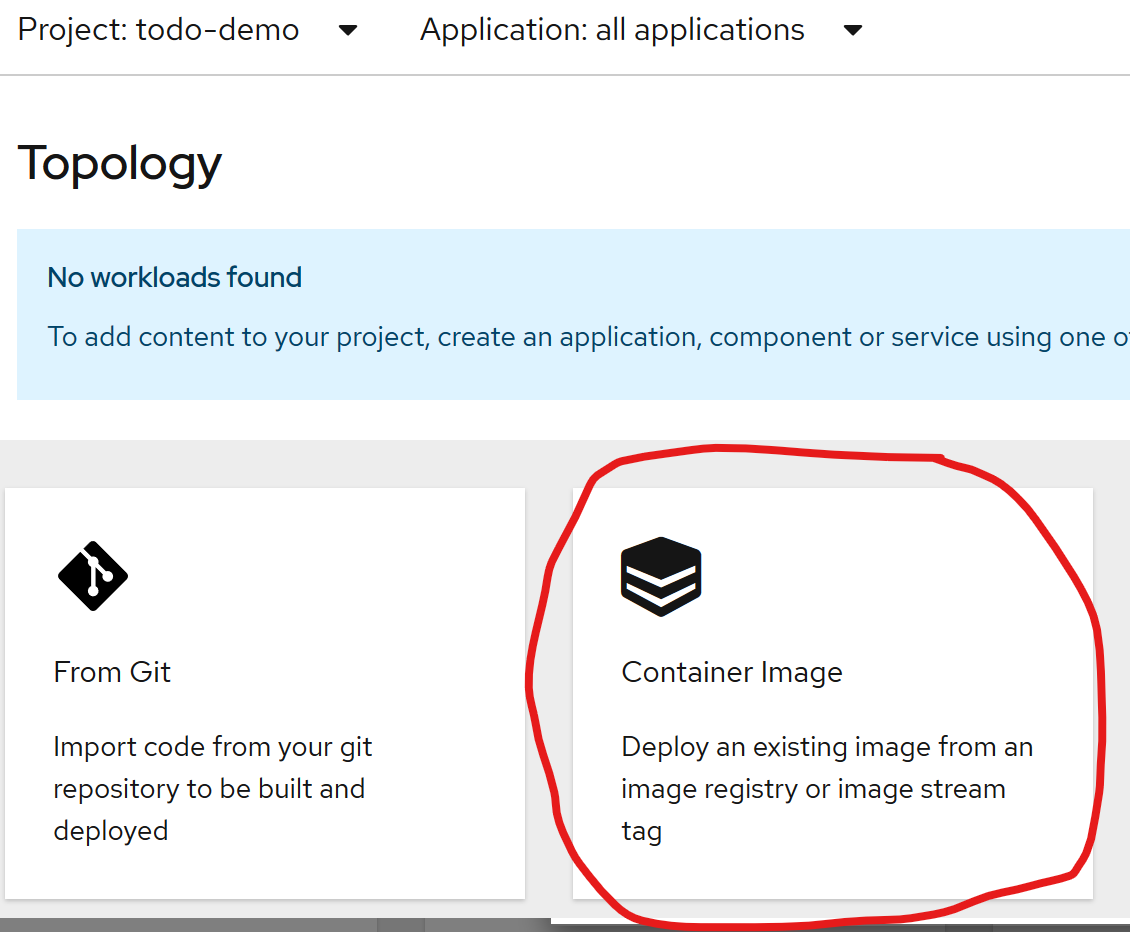 Project: todo-demo
Application: all applications
Topology
No workloads found
To add content to your project, create an application, component or service using one
From Git
Import code from your git
repository to be built and
deployed
Container Image
Deploy an existing image from an
image registry or image stream
tag